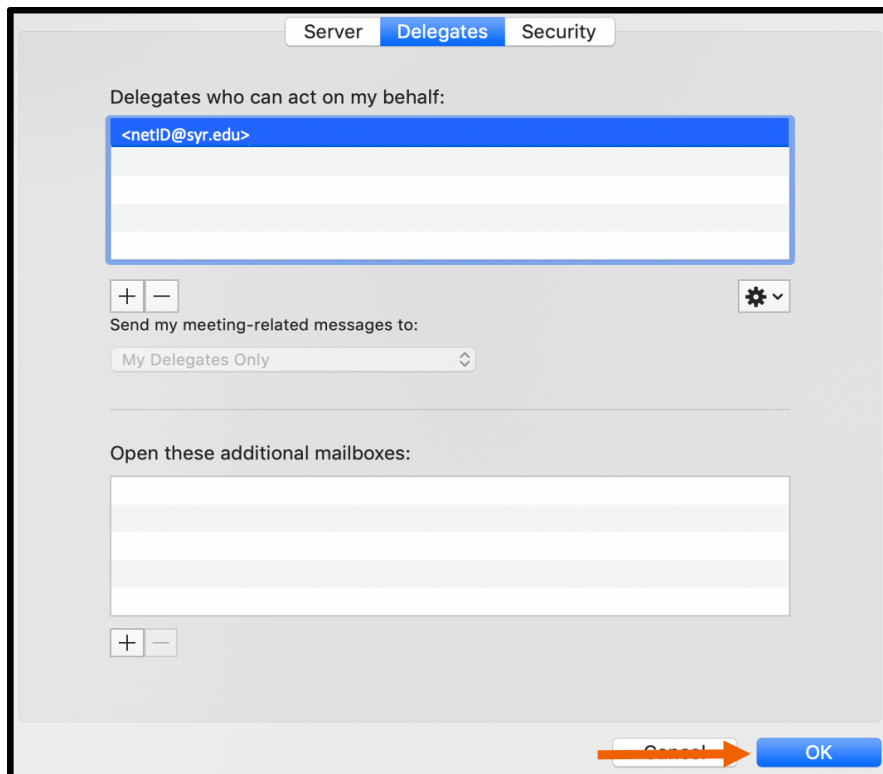 Server Delegates Security
Delegates who can act on my behalf:
<netID@syr.edu>
Send my meeting-related messages to:
My Delegates Only
Open these additional mailboxes:
Cancel OK